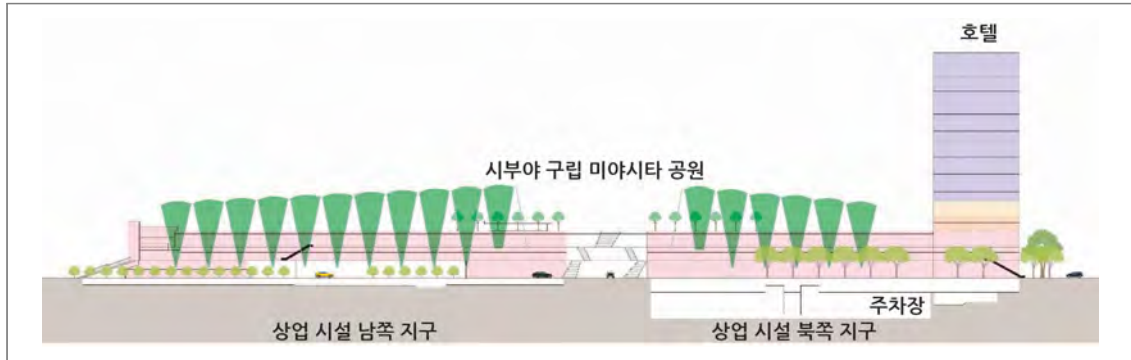 호텔
시부야 구립 미야시타 공원
주차장
상업 시설 남쪽 지구
상업 시설 북쪽 지구